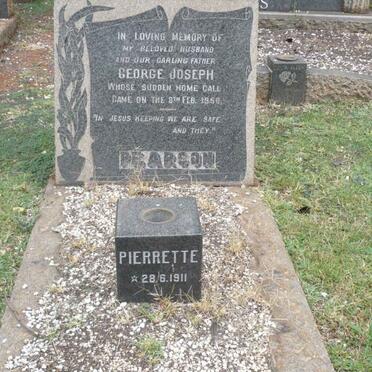 IN LOVING MEMORY OF
MY BELOVED HUSBAND
AND OUR DARLING FATHER
GEORGE JOSEPH
WHOSE SUDDEN HOME CALL
CAME ON THE 8TH FEB.
"IN JESUS KEEPING WE ARE SAFE
AND THEY."
PEARSON
PIERRETTE
* 28.6.1911
S